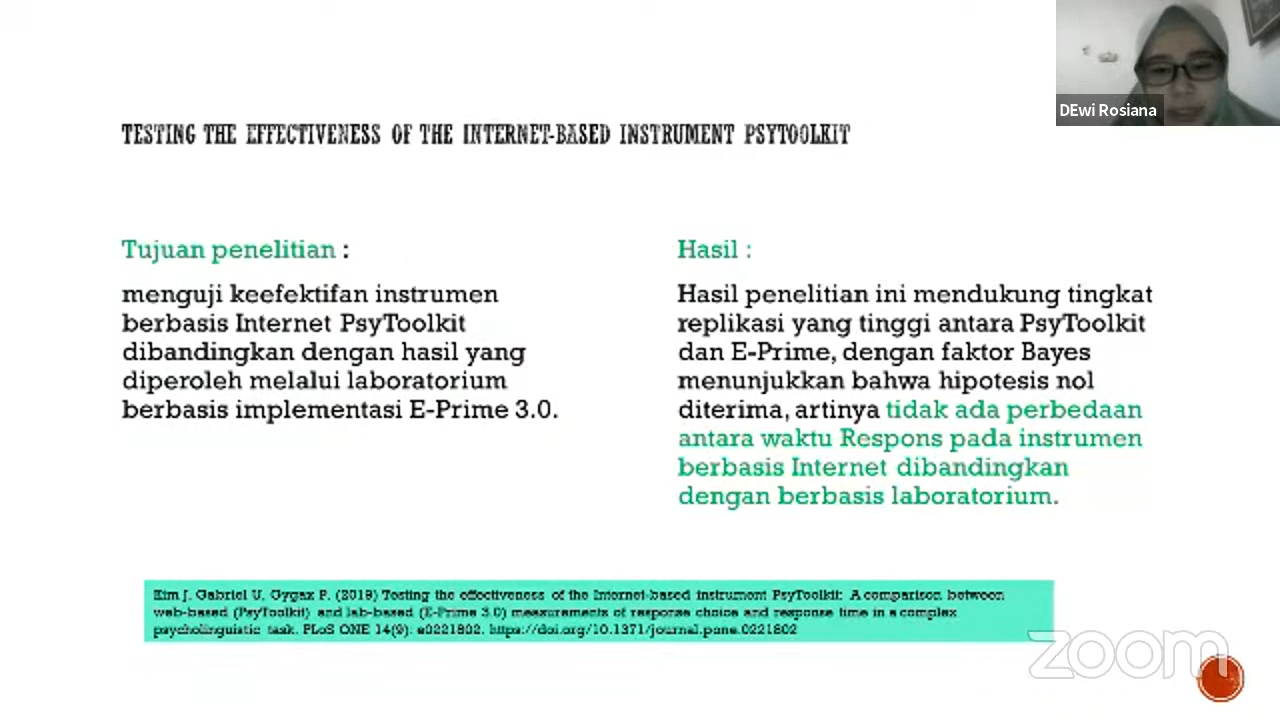 DEwi Rosiana
TESTING THE EFFECTIVENESS OF THE INTERNET-BASED INSTRUMENT PSYTOOLKIT
Tujuan penelitian :
menguji keefektifan instrumen
berbasis Internet PsyToolkit
dibandingkan dengan hasil yang
diperoleh melalui laboratorium
berbasis implementasi E-Prime 3.0.
Hasil :
Hasil penelitian ini mendukung tingkat
replikasi yang tinggi antara PsyToolkit
dan E-Prime, dengan faktor Bayes
menunjukkan bahwa hipotesis nol
diterima, artinya tidak ada perbedaan
antara waktu Respons pada instrumen
berbasis Internet dibandingkan
dengan berbasis laboratorium.
Kim J, Gabriel U, Gygax P. (2019) Testing the effectiveness of the Internet-based instrument PsyToolkit: A comparison between
web-based (PsyToolkit) and lab-based (E-Prime 3.0) measurements of response choice and response time in a complex
psycholinguistic task. PLoS ONE 14(9): e0221802. https://doi.org/10.1371/journal.pone.0221802
zoom